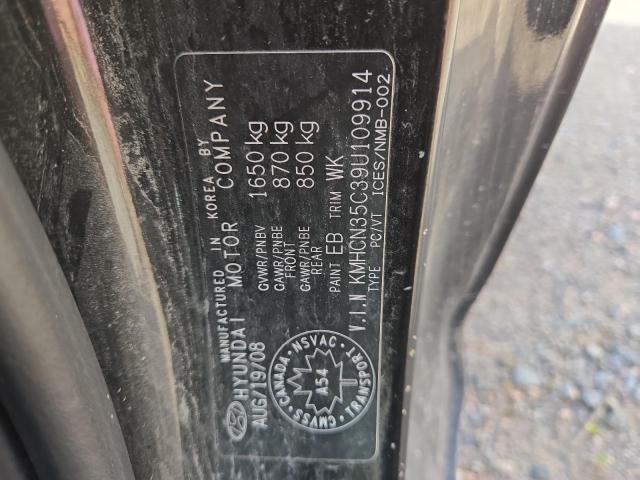 MANUFACTURED IN KOREA BY
HYUNDAI MOTOR COMPANY
AUG/19/08
GVWR/PNBV 1650 kg
GAWR/PNBE FRONT 870 kg
GAWR/PNBE REAR 850 kg
PAINT EB TRIM WK
V.I.N KMHCN35C39U109914
TYPE PC/VT ICES/NMB-002
CMVSS · CANADA · NSVAC · TRANSPORT ·
A54